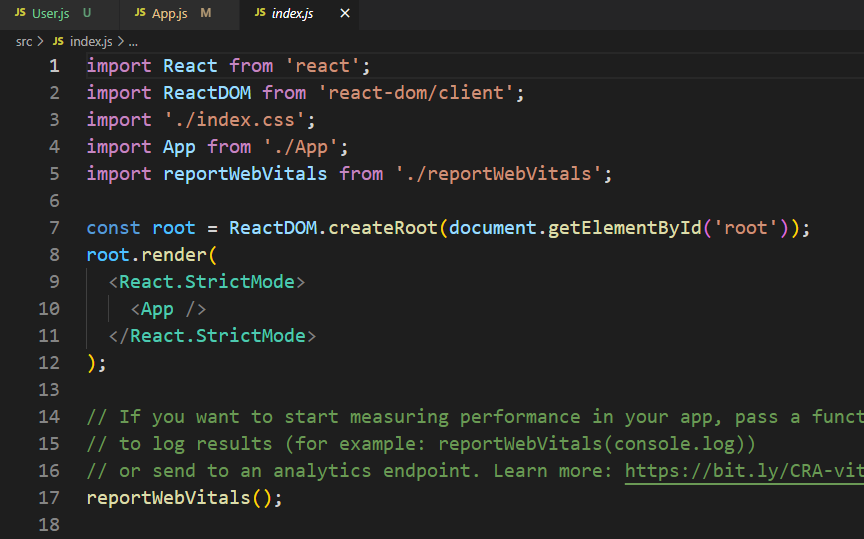 JS User.js U JS App.js M JS index.js ×
src > JS index.js > ...
1 import React from 'react';
2 import ReactDOM from 'react-dom/client';
3 import './index.css';
4 import App from './App';
5 import reportWebVitals from './reportWebVitals';
6
7 const root = ReactDOM.createRoot(document.getElementById('root'));
8 root.render(
9 <React.StrictMode>
10 <App />
11 </React.StrictMode>
12 );
13
14 // If you want to start measuring performance in your app, pass a funct
15 // to log results (for example: reportWebVitals(console.log))
16 // or send to an analytics endpoint. Learn more: https://bit.ly/CRA-vit
17 reportWebVitals();
18